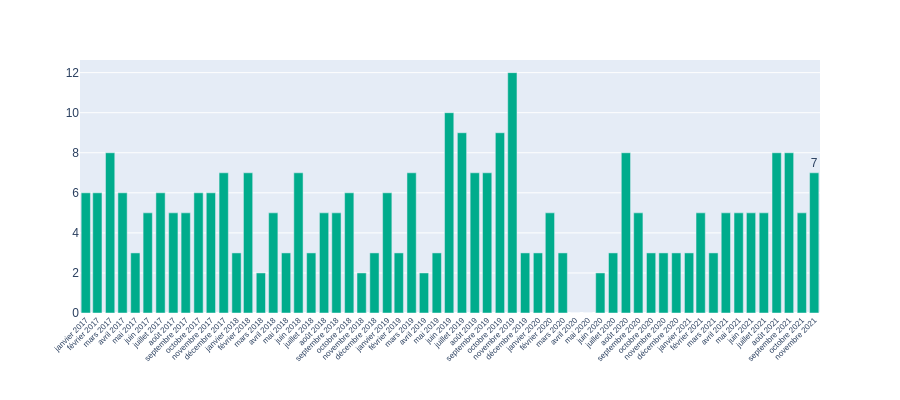 12
10
8
6
4
2
0
7
janvier 2017
février 2017
mars 2017
avril 2017
mai 2017
juin 2017
juillet 2017
août 2017
septembre 2017
octobre 2017
novembre 2017
décembre 2017
janvier 2018
février 2018
mars 2018
avril 2018
mai 2018
juin 2018
juillet 2018
août 2018
septembre 2018
octobre 2018
novembre 2018
décembre 2018
janvier 2019
février 2019
mars 2019
avril 2019
mai 2019
juin 2019
juillet 2019
août 2019
septembre 2019
octobre 2019
novembre 2019
décembre 2019
janvier 2020
février 2020
mars 2020
avril 2020
mai 2020
juin 2020
juillet 2020
août 2020
septembre 2020
octobre 2020
novembre 2020
décembre 2020
janvier 2021
février 2021
mars 2021
avril 2021
mai 2021
juin 2021
juillet 2021
août 2021
septembre 2021
octobre 2021
novembre 2021